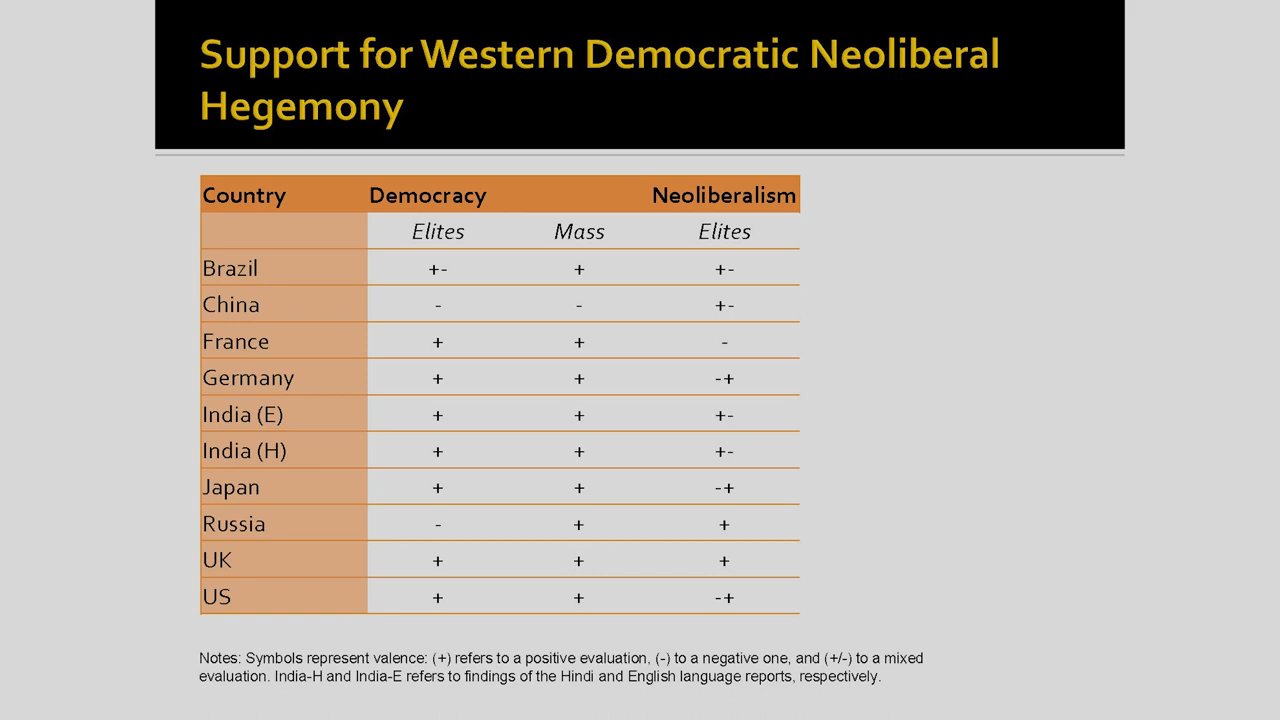 Support for Western Democratic Neoliberal
Hegemony
Country Democracy Neoliberalism
Elites Mass Elites
Brazil +- + +-
China - - +-
France + + -
Germany + + -+
India (E) + + +-
India (H) + + +-
Japan + + -+
Russia - + +
UK + + +
US + + -+
Notes: Symbols represent valence: (+) refers to a positive evaluation, (-) to a negative one, and (+/-) to a mixed
evaluation. India-H and India-E refers to findings of the Hindi and English language reports, respectively.